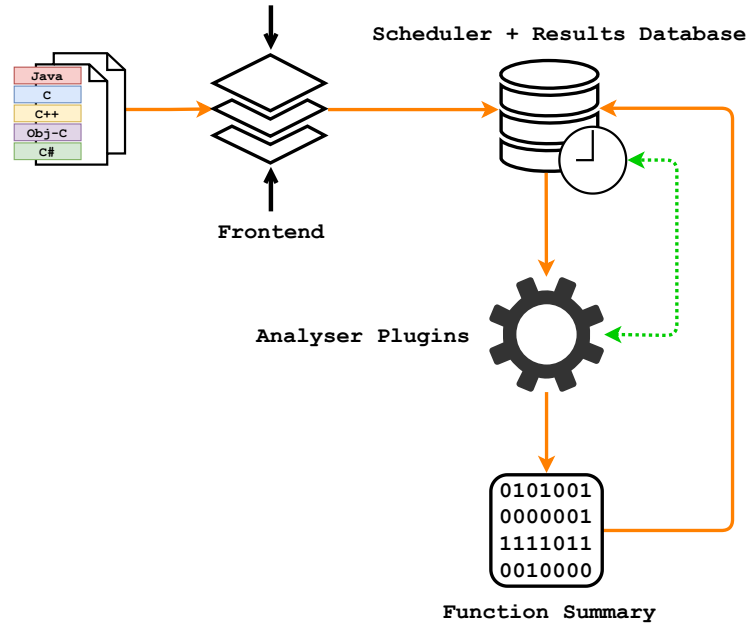 Scheduler + Results Database
Java
C
C++
Obj-C
C#
Frontend
Analyser Plugins
0101001
0000001
1111011
0010000
Function Summary